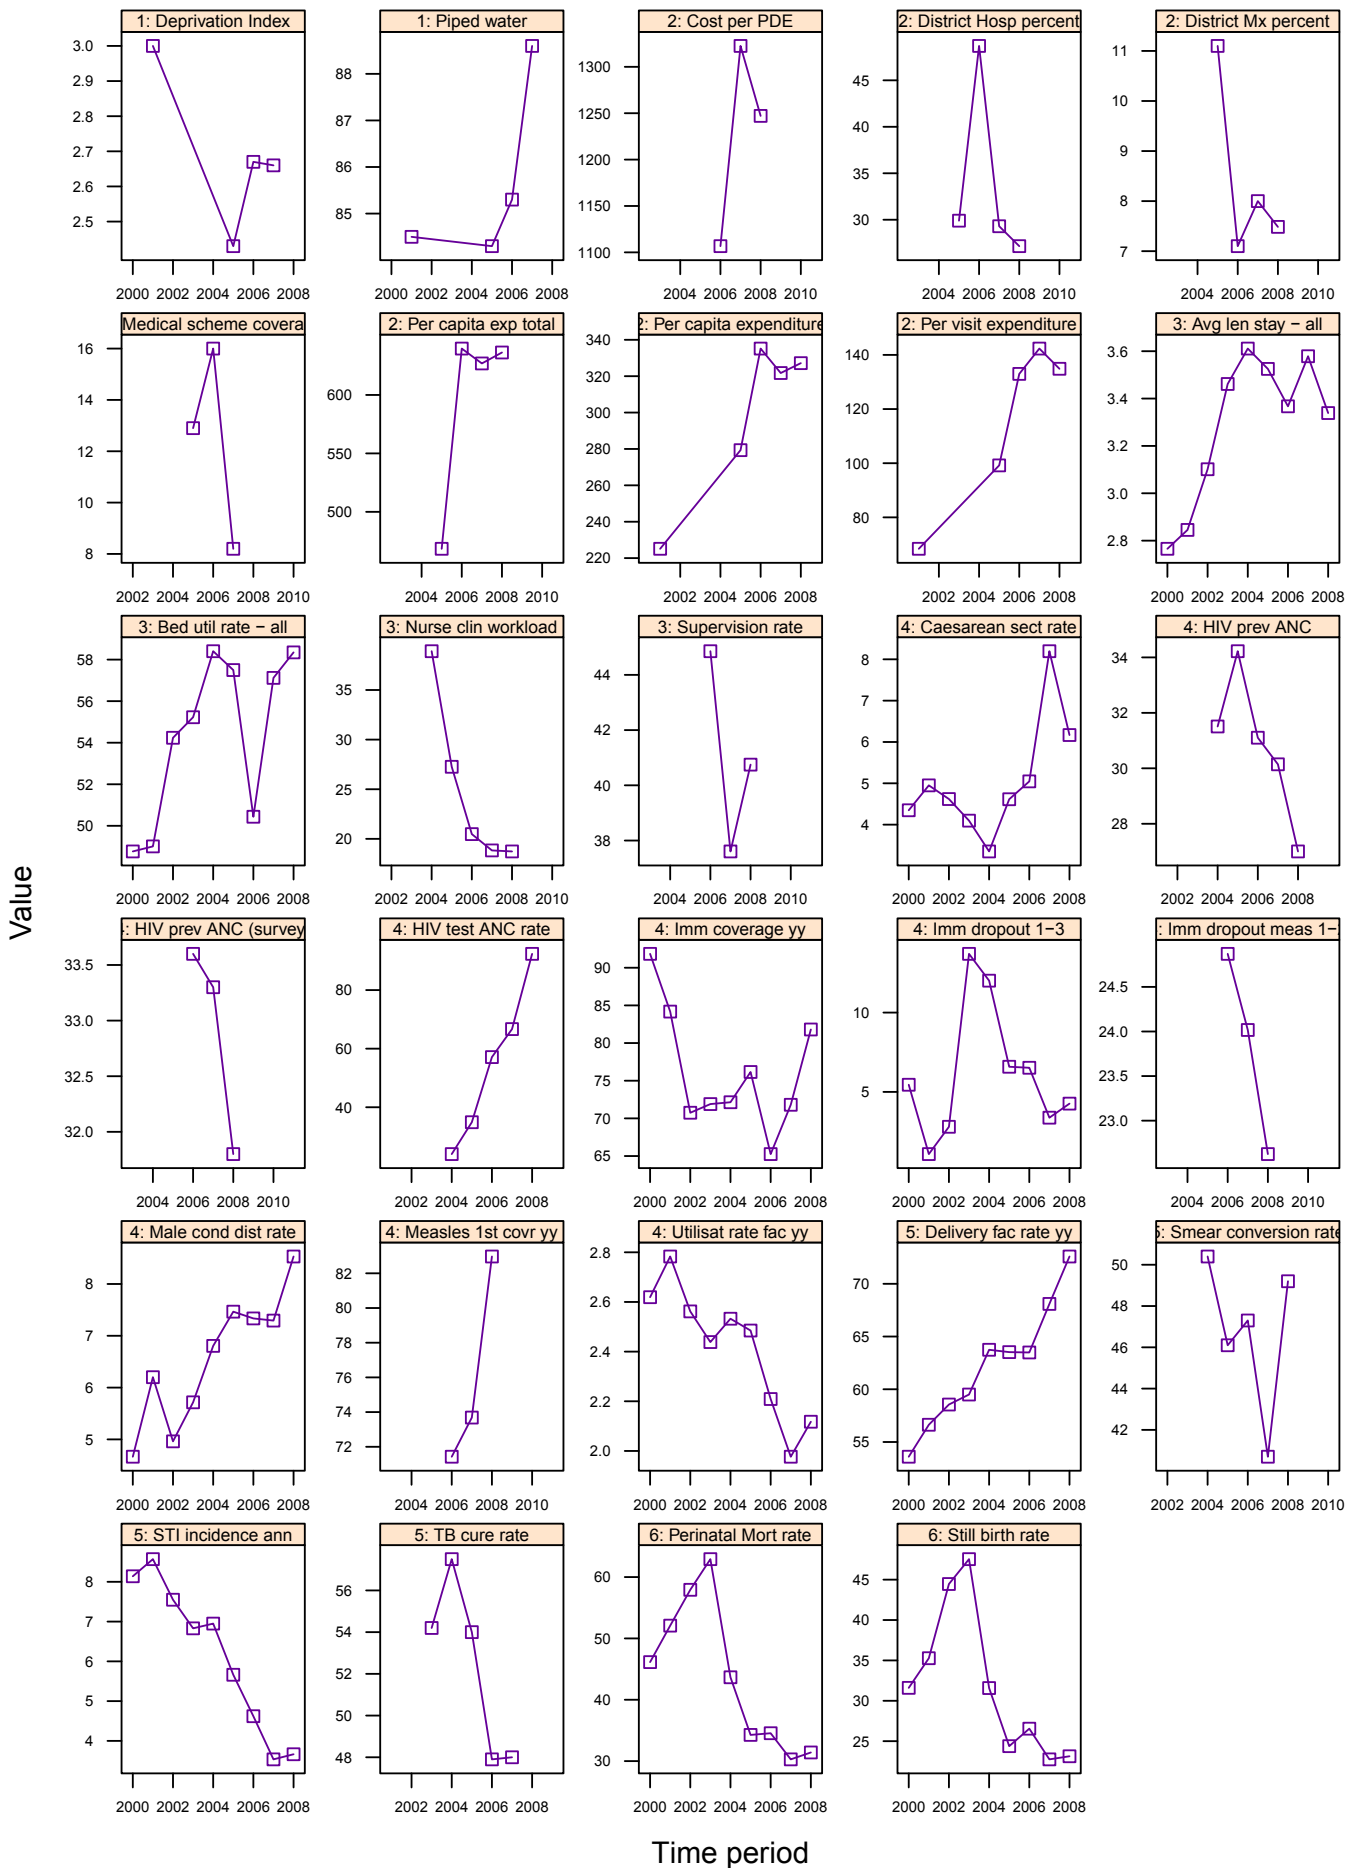 1: Deprivation Index
1: Piped water
2: Cost per PDE
2: District Hosp percent
2: District Mx percent
3.0
2.9
2.8
2.7
2.6
2.5
88
87
86
85
1300
1250
1200
1150
1100
45
40
35
30
11
10
9
8
7
2000 2002 2004 2006 2008
2000 2002 2004 2006 2008
2004 2006 2008 2010
2004 2006 2008 2010
2004 2006 2008 2010
Medical scheme covera
2: Per capita exp total
2: Per capita expenditure
2: Per visit expenditure
3: Avg len stay − all
16
14
12
10
8
600
550
500
340
320
300
280
260
240
220
140
120
100
80
3.6
3.4
3.2
3.0
2.8
2002 2004 2006 2008 2010
2004 2006 2008 2010
2002 2004 2006 2008
2002 2004 2006 2008
2000 2002 2004 2006 2008
3: Bed util rate − all
3: Nurse clin workload
3: Supervision rate
4: Caesarean sect rate
4: HIV prev ANC
58
56
54
52
50
35
30
25
20
44
42
40
38
8
7
6
5
4
34
32
30
28
2000 2002 2004 2006 2008
2002 2004 2006 2008 2010
2004 2006 2008 2010
2000 2002 2004 2006 2008
2002 2004 2006 2008
Value
: HIV prev ANC (survey
4: HIV test ANC rate
4: Imm coverage yy
4: Imm dropout 1−3
: Imm dropout meas 1−
33.5
33.0
32.5
32.0
80
60
40
90
85
80
75
70
65
10
5
24.5
24.0
23.5
23.0
2004 2006 2008 2010
2002 2004 2006 2008
2000 2002 2004 2006 2008
2000 2002 2004 2006 2008
2004 2006 2008 2010
4: Male cond dist rate
4: Measles 1st covr yy
4: Utilisat rate fac yy
5: Delivery fac rate yy
5: Smear conversion rate
8
7
6
5
82
80
78
76
74
72
2.8
2.6
2.4
2.2
2.0
70
65
60
55
50
48
46
44
42
2000 2002 2004 2006 2008
2004 2006 2008 2010
2000 2002 2004 2006 2008
2000 2002 2004 2006 2008
2002 2004 2006 2008 2010
5: STI incidence ann
5: TB cure rate
6: Perinatal Mort rate
6: Still birth rate
8
7
6
5
4
56
54
52
50
48
60
50
40
30
45
40
35
30
25
2000 2002 2004 2006 2008
2002 2004 2006 2008
2000 2002 2004 2006 2008
2000 2002 2004 2006 2008
Time period